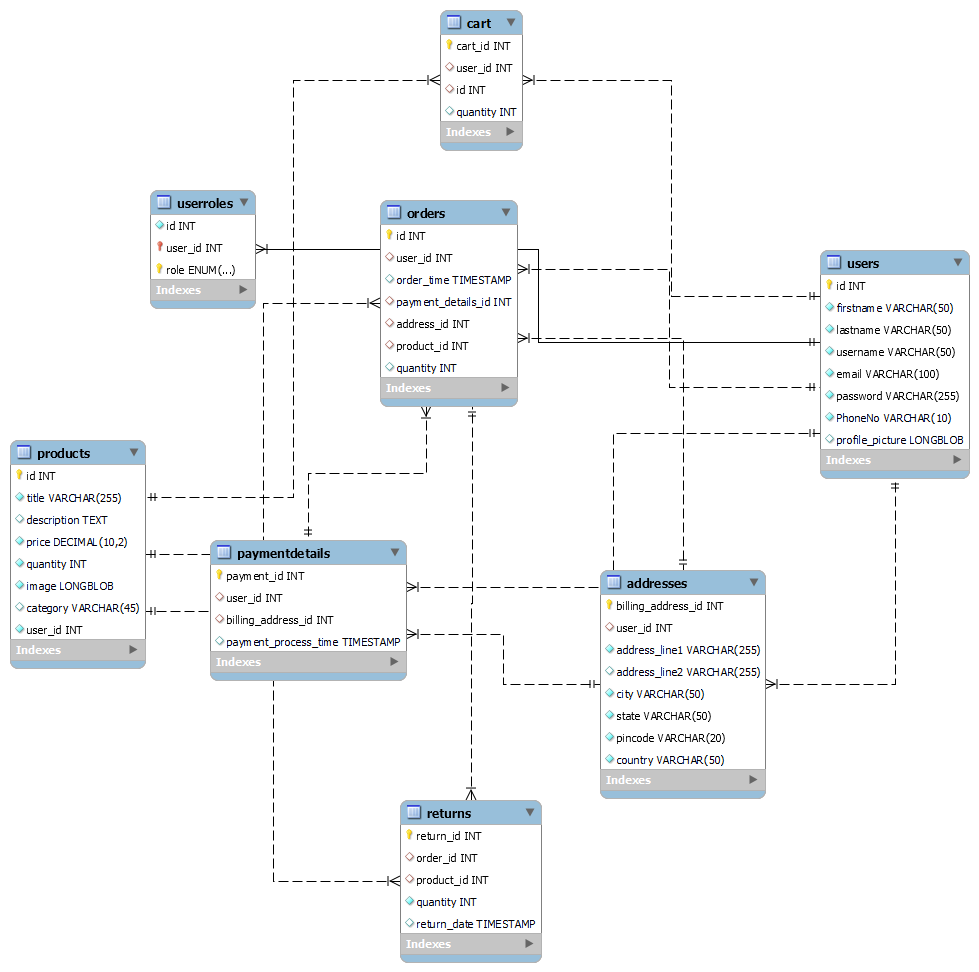 cart
cart_id INT
user_id INT
id INT
quantity INT
Indexes
userroles
id INT
user_id INT
role ENUM(...)
Indexes
orders
id INT
user_id INT
order_time TIMESTAMP
payment_details_id INT
address_id INT
product_id INT
quantity INT
Indexes
users
id INT
firstname VARCHAR(50)
lastname VARCHAR(50)
username VARCHAR(50)
email VARCHAR(100)
password VARCHAR(255)
PhoneNo VARCHAR(10)
profile_picture LONGBLOB
Indexes
products
id INT
title VARCHAR(255)
description TEXT
price DECIMAL(10,2)
quantity INT
image LONGBLOB
category VARCHAR(45)
user_id INT
Indexes
paymentdetails
payment_id INT
user_id INT
billing_address_id INT
payment_process_time TIMESTAMP
Indexes
addresses
billing_address_id INT
user_id INT
address_line1 VARCHAR(255)
address_line2 VARCHAR(255)
city VARCHAR(50)
state VARCHAR(50)
pincode VARCHAR(20)
country VARCHAR(50)
Indexes
returns
return_id INT
order_id INT
product_id INT
quantity INT
return_date TIMESTAMP
Indexes